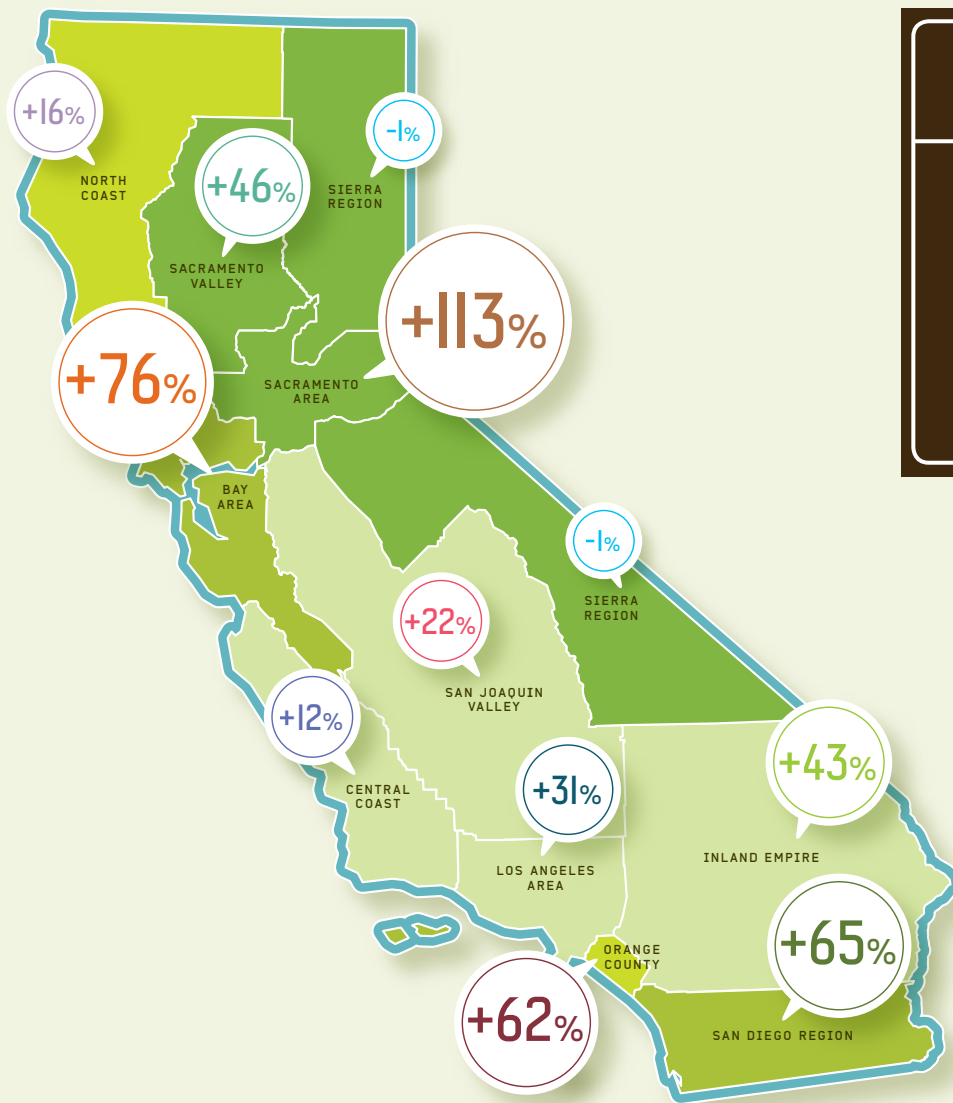 +16%
NORTH
COAST
+46%
SACRAMENTO
VALLEY
-1%
SIERRA
REGION
+113%
SACRAMENTO
AREA
+76%
BAY
AREA
-1%
SIERRA
REGION
+22%
SAN JOAQUIN
VALLEY
+12%
CENTRAL
COAST
+31%
LOS ANGELES
AREA
+43%
INLAND EMPIRE
+62%
ORANGE
COUNTY
+65%
SAN DIEGO REGION